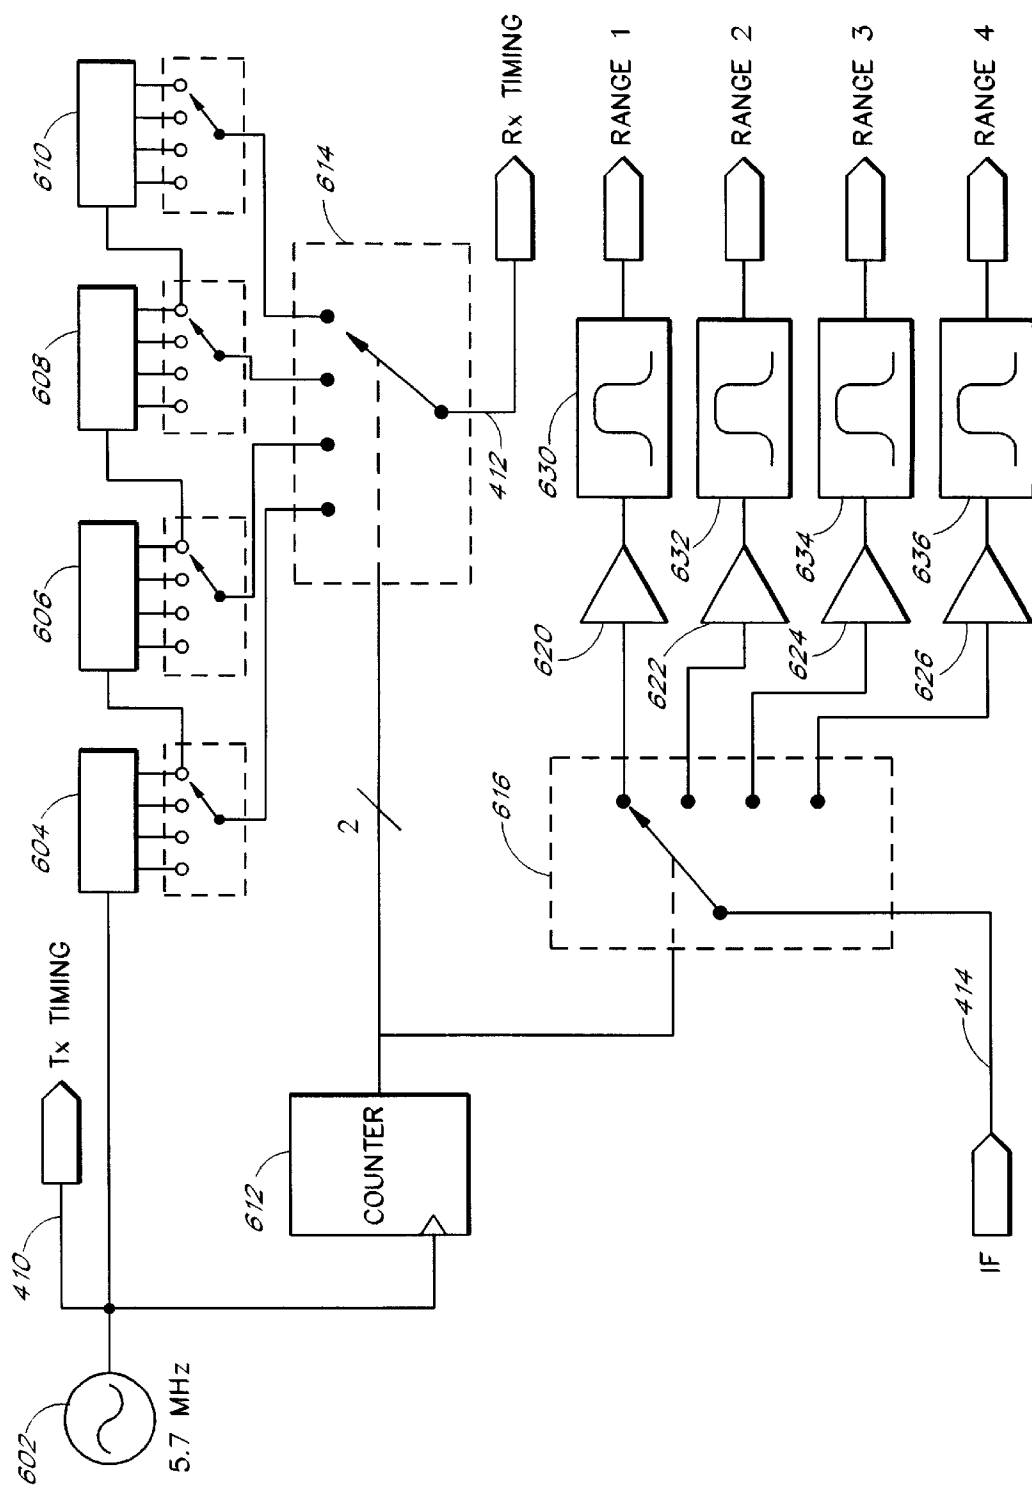 602
5.7 MHz
410
Tx TIMING
604
606
608
610
612
COUNTER
2
614
412
Rx TIMING
IF
414
616
620
630
RANGE 1
622
632
RANGE 2
624
634
RANGE 3
626
636
RANGE 4